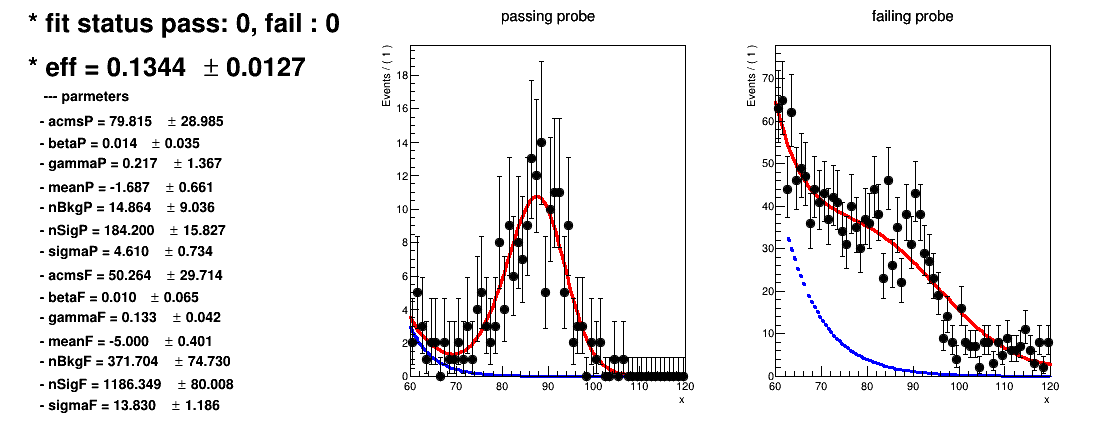 * fit status pass: 0, fail : 0
* eff = 0.1344 ± 0.0127
--- parmeters
- acmsP = 79.815 ± 28.985
- betaP = 0.014 ± 0.035
- gammaP = 0.217 ± 1.367
- meanP = -1.687 ± 0.661
- nBkgP = 14.864 ± 9.036
- nSigP = 184.200 ± 15.827
- sigmaP = 4.610 ± 0.734
- acmsF = 50.264 ± 29.714
- betaF = 0.010 ± 0.065
- gammaF = 0.133 ± 0.042
- meanF = -5.000 ± 0.401
- nBkgF = 371.704 ± 74.730
- nSigF = 1186.349 ± 80.008
- sigmaF = 13.830 ± 1.186
passing probe
Events / ( 1 )
18
16
14
12
10
8
6
4
2
0
60 70 80 90 100 110 120
x
failing probe
Events / ( 1 )
70
60
50
40
30
20
10
0
60 70 80 90 100 110 120
x